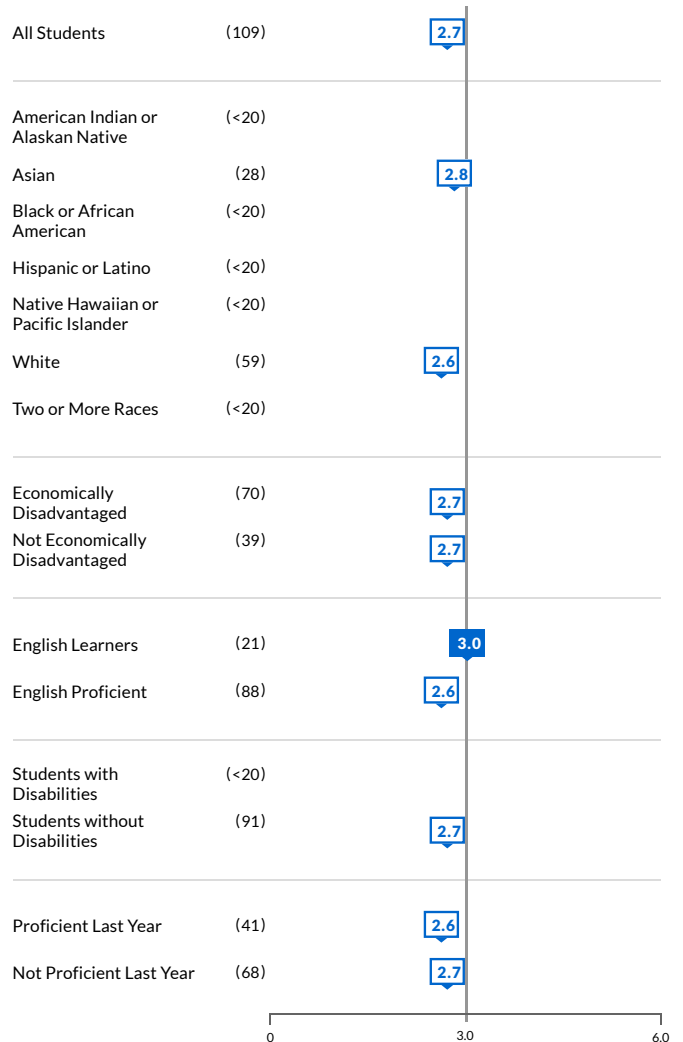 All Students (109) 2.7
American Indian or (<20)
Alaskan Native
Asian (28) 2.8
Black or African (<20)
American
Hispanic or Latino (<20)
Native Hawaiian or (<20)
Pacific Islander
White (59) 2.6
Two or More Races (<20)
Economically (70) 2.7
Disadvantaged
Not Economically (39) 2.7
Disadvantaged
English Learners (21) 3.0
English Proficient (88) 2.6
Students with (<20)
Disabilities
Students without (91) 2.7
Disabilities
Proficient Last Year (41) 2.6
Not Proficient Last Year (68) 2.7
0 3.0 6.0